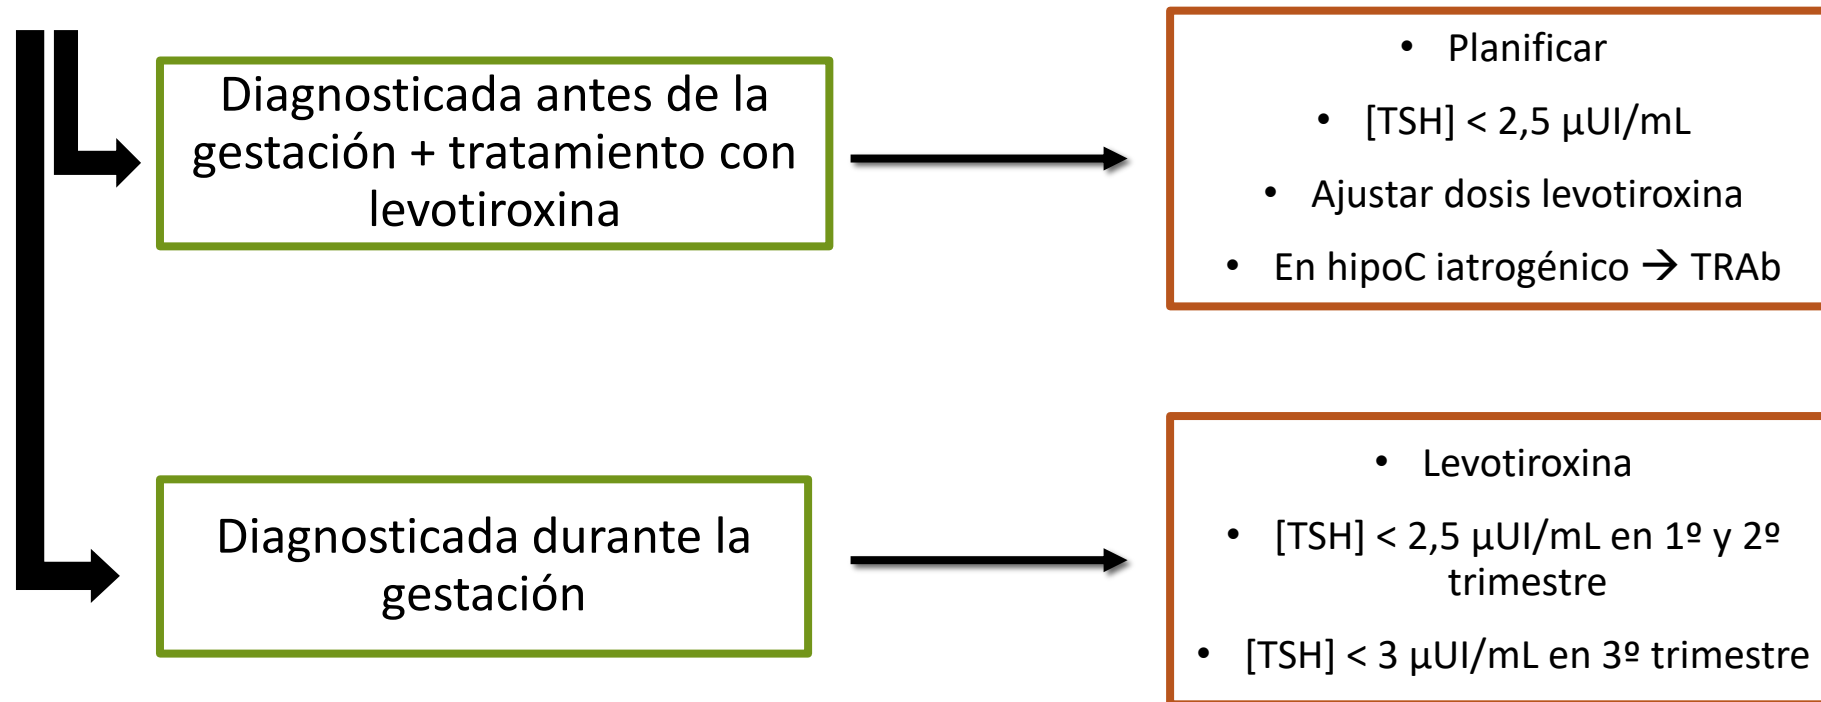 Diagnosticada antes de la
gestación + tratamiento con
levotiroxina
• Planificar
• [TSH] < 2,5 µUI/mL
• Ajustar dosis levotiroxina
• En hipoC iatrogénico → TRAb
Diagnosticada durante la
gestación
• Levotiroxina
• [TSH] < 2,5 µUI/mL en 1º y 2º
trimestre
• [TSH] < 3 µUI/mL en 3º trimestre